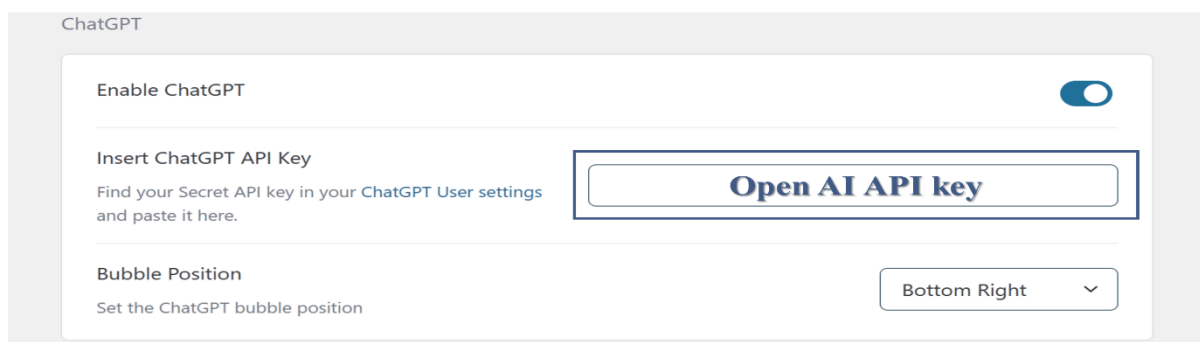 ChatGPT
Enable ChatGPT
Insert ChatGPT API Key
Find your Secret API key in your ChatGPT User settings
and paste it here.
Open AI API key
Bubble Position
Set the ChatGPT bubble position
Bottom Right